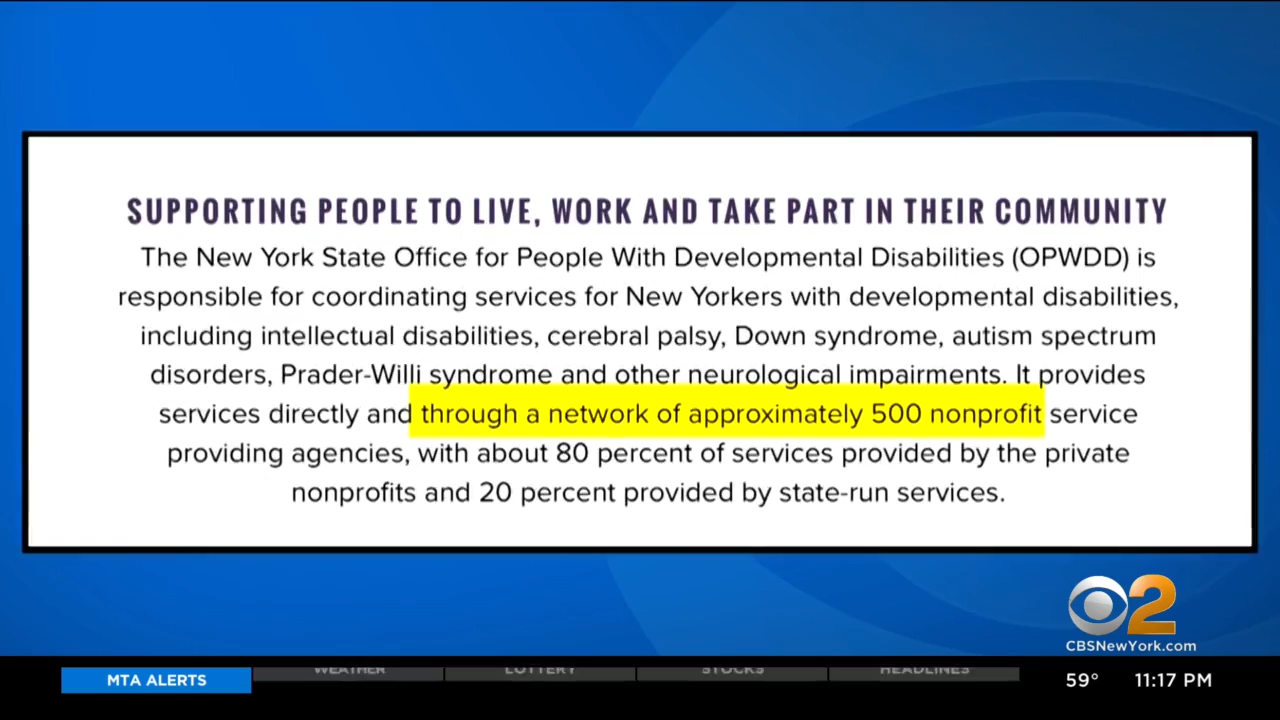 SUPPORTING PEOPLE TO LIVE, WORK AND TAKE PART IN THEIR COMMUNITY
The New York State Office for People With Developmental Disabilities (OPWDD) is
responsible for coordinating services for New Yorkers with developmental disabilities,
including intellectual disabilities, cerebral palsy, Down syndrome, autism spectrum
disorders, Prader-Willi syndrome and other neurological impairments. It provides
services directly and through a network of approximately 500 nonprofit service
providing agencies, with about 80 percent of services provided by the private
nonprofits and 20 percent provided by state-run services.
2
CBSNewYork.com
MTA ALERTS WEATHER LOTTERY STOCKS HEADLINES 59° 11:17 PM